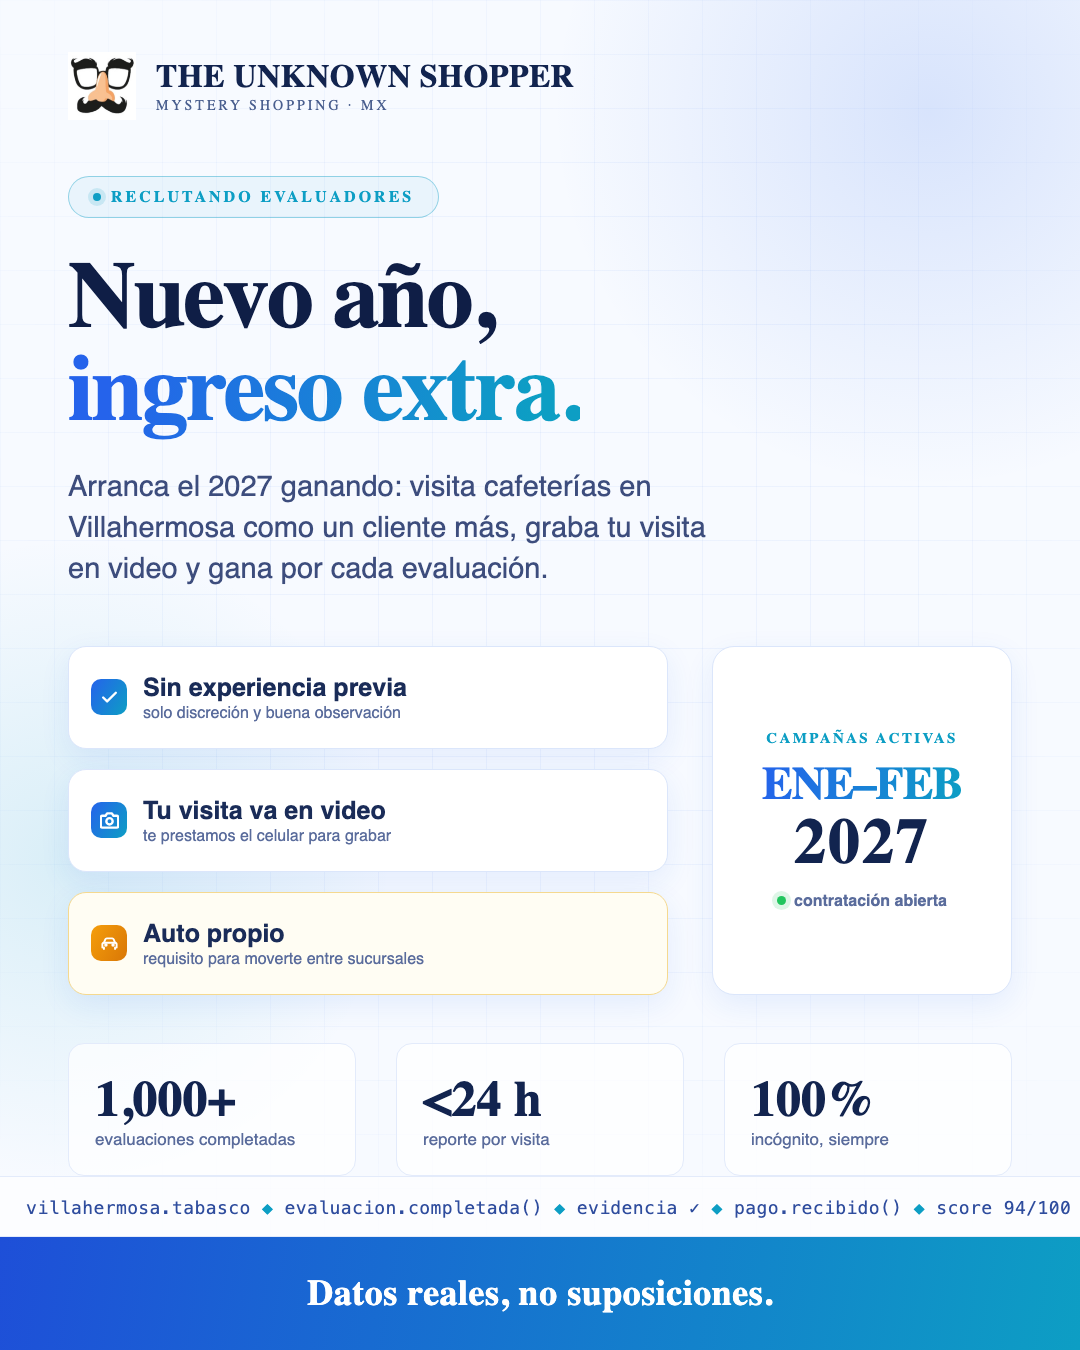 THE UNKNOWN SHOPPER
MYSTERY SHOPPING · MX
RECLUTANDO EVALUADORES
Nuevo año,
ingreso extra.
Arranca el 2027 ganando: visita cafeterías en
Villahermosa como un cliente más, graba tu visita
en video y gana por cada evaluación.
Sin experiencia previa
solo discreción y buena observación
Tu visita va en video
te prestamos el celular para grabar
Auto propio
requisito para moverte entre sucursales
CAMPAÑAS ACTIVAS
ENE–FEB
2027
contratación abierta
1,000+
evaluaciones completadas
<24 h
reporte por visita
100%
incógnito, siempre
villahermosa.tabasco ◆ evaluacion.completada() ◆ evidencia ✓ ◆ pago.recibido() ◆ score 94/100
Datos reales, no suposiciones.